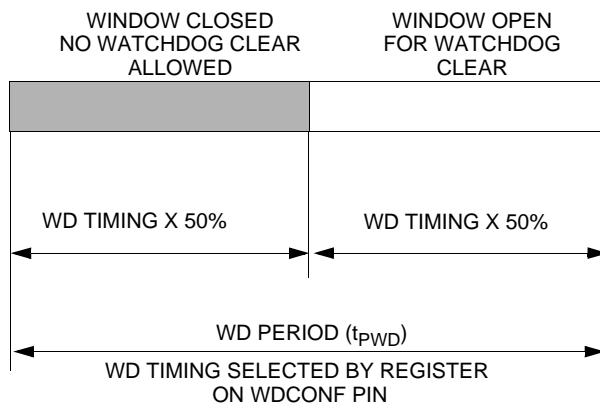 WINDOW CLOSED
NO WATCHDOG CLEAR
ALLOWED
WINDOW OPEN
FOR WATCHDOG
CLEAR
WD TIMING X 50%
WD TIMING X 50%
WD PERIOD (tPWD)
WD TIMING SELECTED BY REGISTER
ON WDCONF PIN